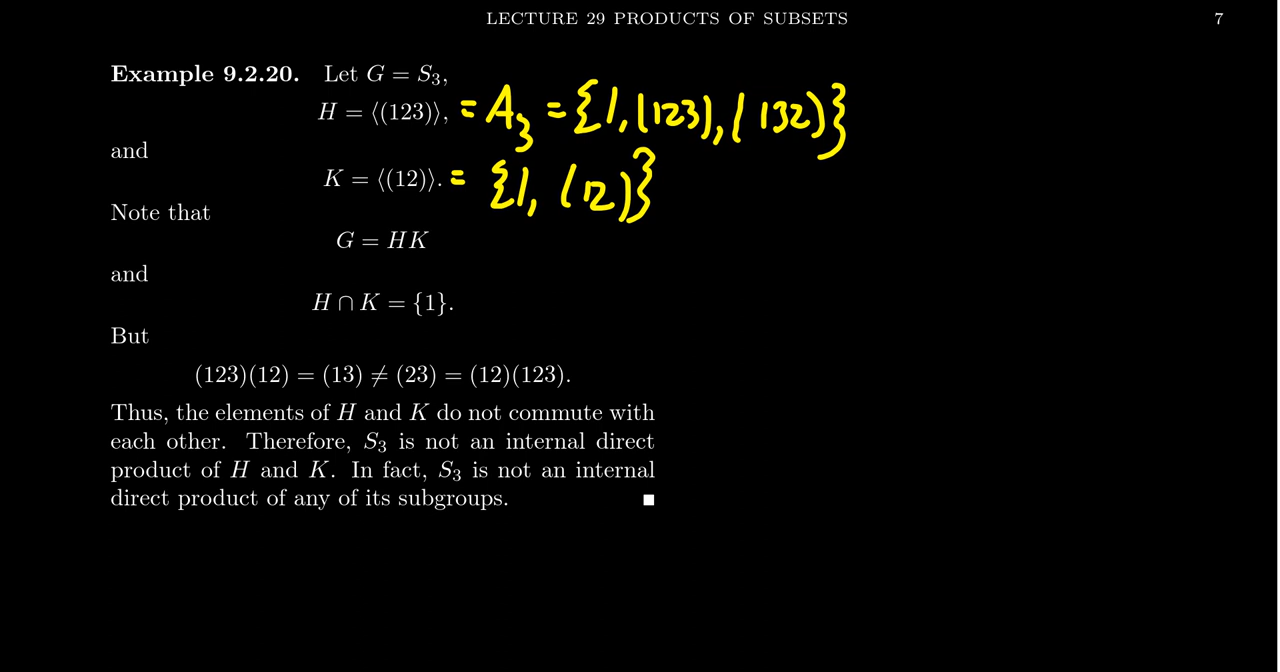 LECTURE 29 PRODUCTS OF SUBSETS 7
Example 9.2.20. Let G = S₃,
H = ⟨(123)⟩, = A₃ = {1, (123), (132)}
and
K = ⟨(12)⟩. = {1, (12)}
Note that
G = HK
and
H ∩ K = {1}.
But
(123)(12) = (13) ≠ (23) = (12)(123).
Thus, the elements of H and K do not commute with
each other. Therefore, S₃ is not an internal direct
product of H and K. In fact, S₃ is not an internal
direct product of any of its subgroups. ■